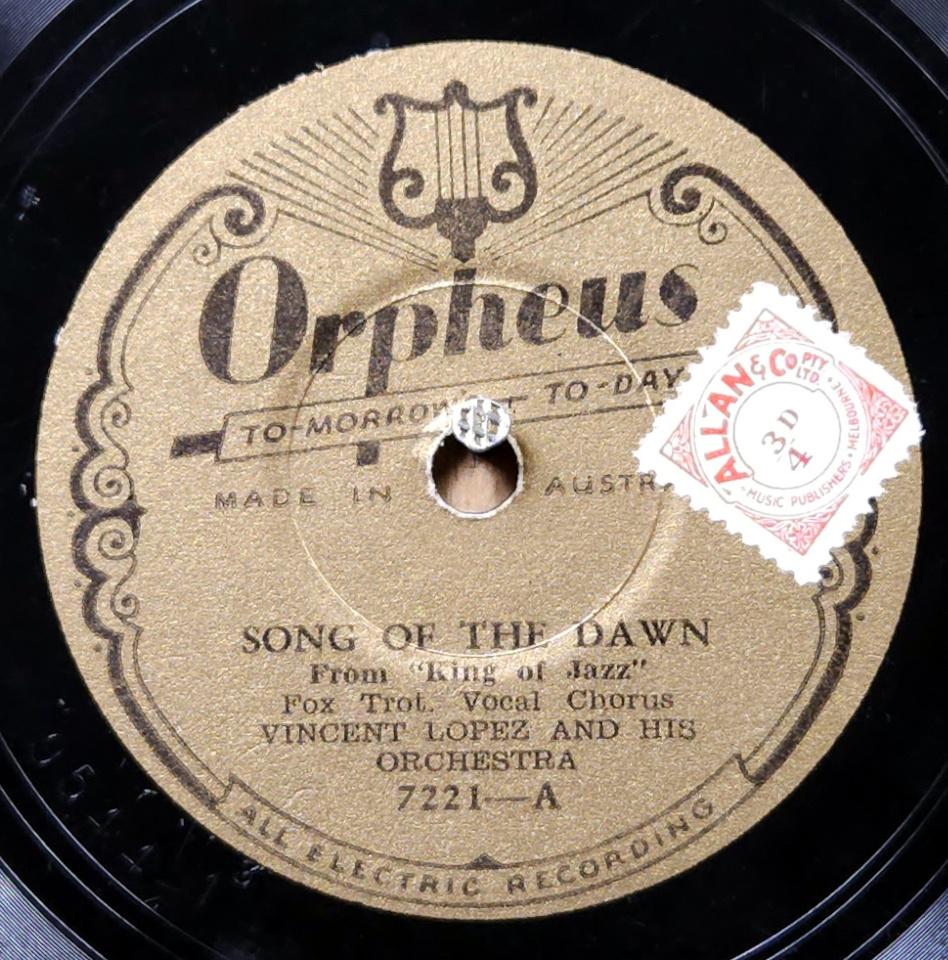 Orpheus
TO-MORROW'S TO-DAY
MADE IN AUSTR
ALLAN & CO PTY. LTD.
MELBOURNE
3D/4
MUSIC PUBLISHERS
SONG OF THE DAWN
From "King of Jazz"
Fox Trot. Vocal Chorus
VINCENT LOPEZ AND HIS
ORCHESTRA
7221—A
ALL ELECTRIC RECORDING